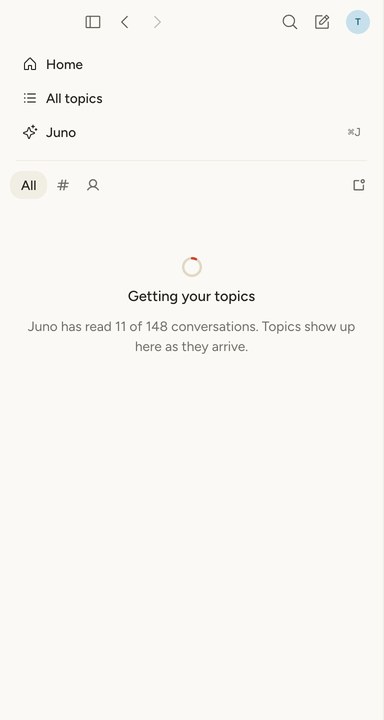 T
Home
All topics
Juno ⌘J
All
Getting your topics
Juno has read 11 of 148 conversations. Topics show up
here as they arrive.